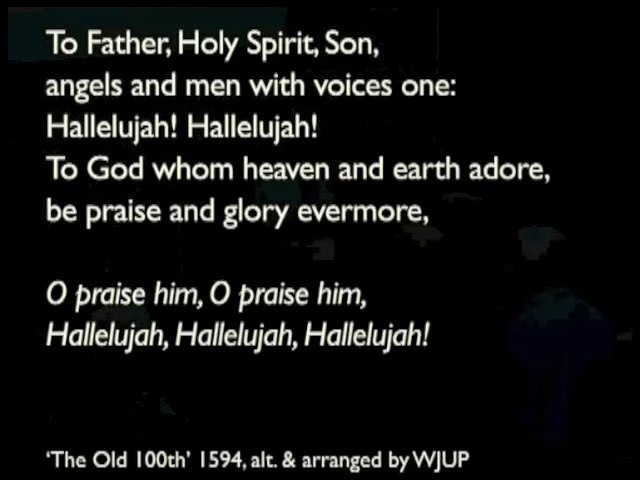 To Father, Holy Spirit, Son,
angels and men with voices one:
Hallelujah! Hallelujah!
To God whom heaven and earth adore,
be praise and glory evermore,
O praise him, O praise him,
Hallelujah, Hallelujah, Hallelujah!
‘The Old 100th’ 1594, alt. & arranged by WJUP